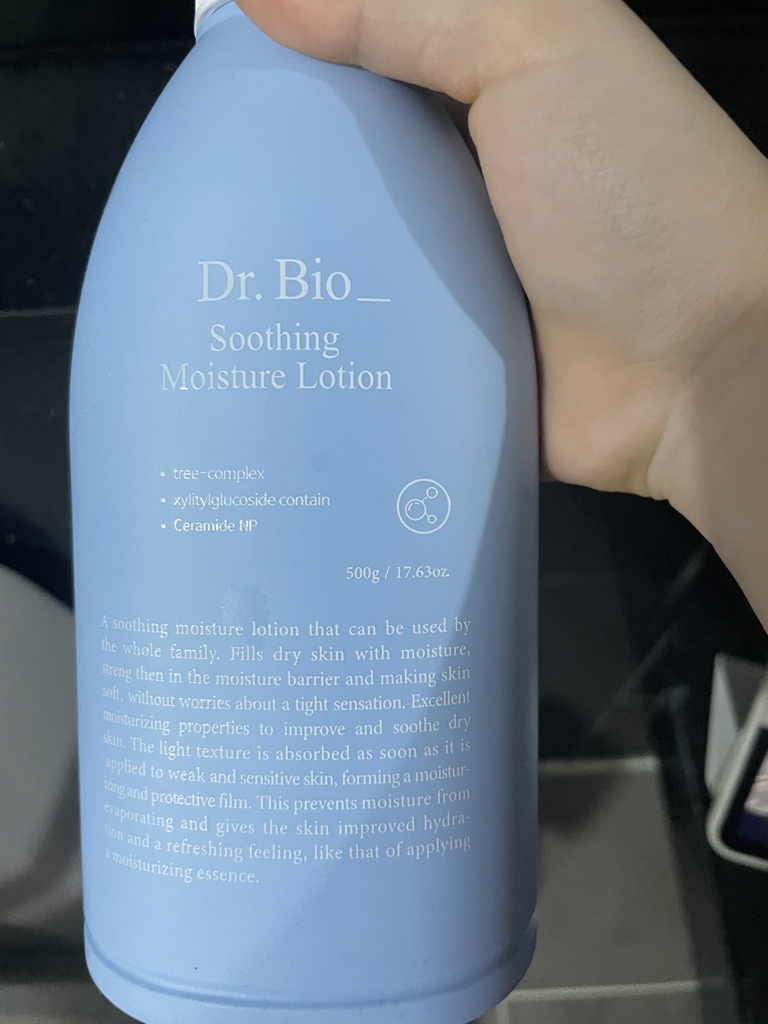 Dr. Bio_
Soothing
Moisture Lotion
• tree-complex
• xylitylglucoside contain
• Ceramide NP
500g / 17.63oz.
A soothing moisture lotion that can be used by
the whole family. Fills dry skin with moisture,
streng then in the moisture barrier and making skin
soft, without worries about a tight sensation. Excellent
moisturizing properties to improve and soothe dry
skin. The light texture is absorbed as soon as it is
applied to weak and sensitive skin, forming a moistur-
izing and protective film. This prevents moisture from
evaporating and gives the skin improved hydra-
tion and a refreshing feeling, like that of applying
a moisturizing essence.